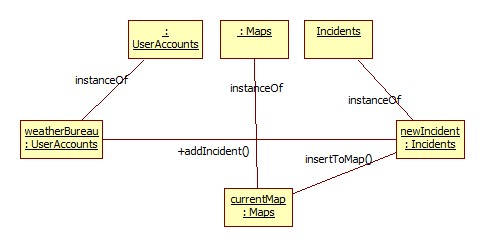 :
UserAccounts
: Maps
Incidents
instanceOf
instanceOf
instanceOf
weatherBureau
: UserAccounts
newIncident
: Incidents
+addIncident()
insertToMap()
currentMap
: Maps